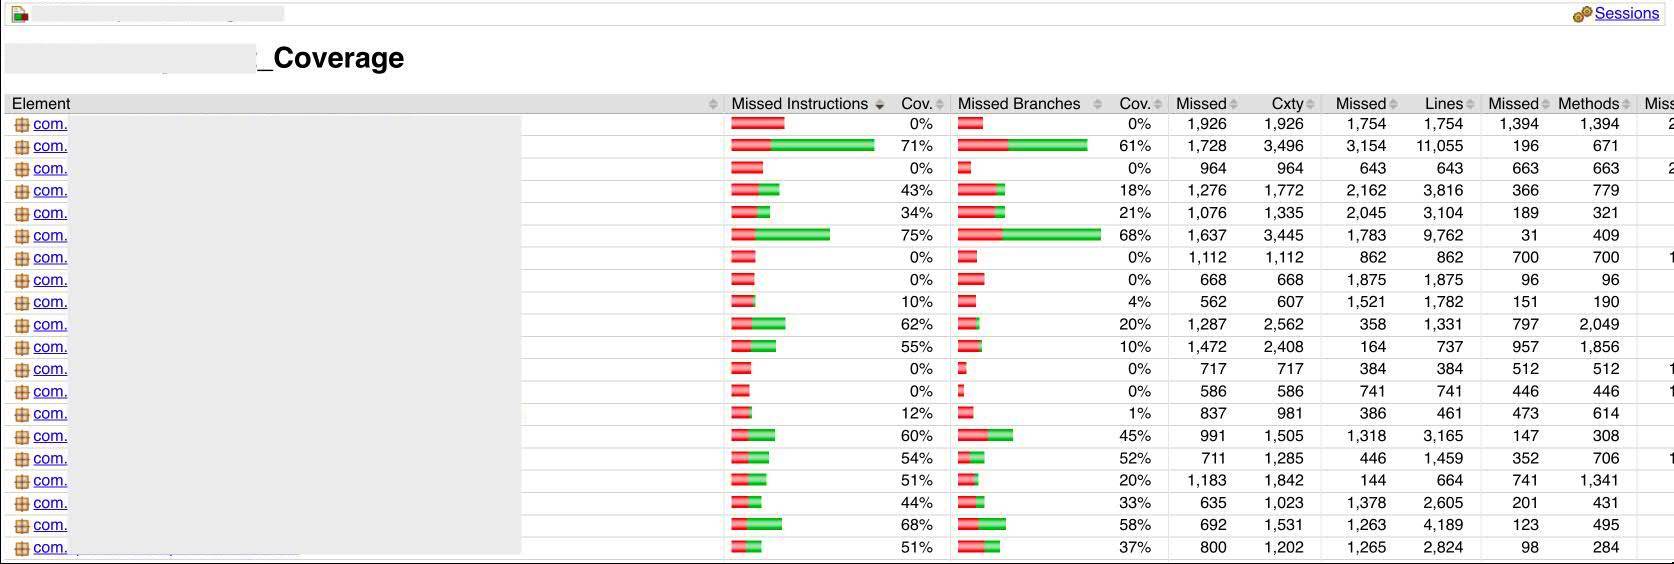 Sessions
_Coverage
Element Missed Instructions Cov. Missed Branches Cov. Missed Cxty Missed Lines Missed Methods Miss
com. 0% 0% 1,926 1,926 1,754 1,754 1,394 1,394 2
com. 71% 61% 1,728 3,496 3,154 11,055 196 671
com. 0% 0% 964 964 643 643 663 663 2
com. 43% 18% 1,276 1,772 2,162 3,816 366 779
com. 34% 21% 1,076 1,335 2,045 3,104 189 321
com. 75% 68% 1,637 3,445 1,783 9,762 31 409
com. 0% 0% 1,112 1,112 862 862 700 700 1
com. 0% 0% 668 668 1,875 1,875 96 96
com. 10% 4% 562 607 1,521 1,782 151 190
com. 62% 20% 1,287 2,562 358 1,331 797 2,049
com. 55% 10% 1,472 2,408 164 737 957 1,856
com. 0% 0% 717 717 384 384 512 512 1
com. 0% 0% 586 586 741 741 446 446 1
com. 12% 1% 837 981 386 461 473 614
com. 60% 45% 991 1,505 1,318 3,165 147 308
com. 54% 52% 711 1,285 446 1,459 352 706 1
com. 51% 20% 1,183 1,842 144 664 741 1,341
com. 44% 33% 635 1,023 1,378 2,605 201 431
com. 68% 58% 692 1,531 1,263 4,189 123 495
com. 51% 37% 800 1,202 1,265 2,824 98 284